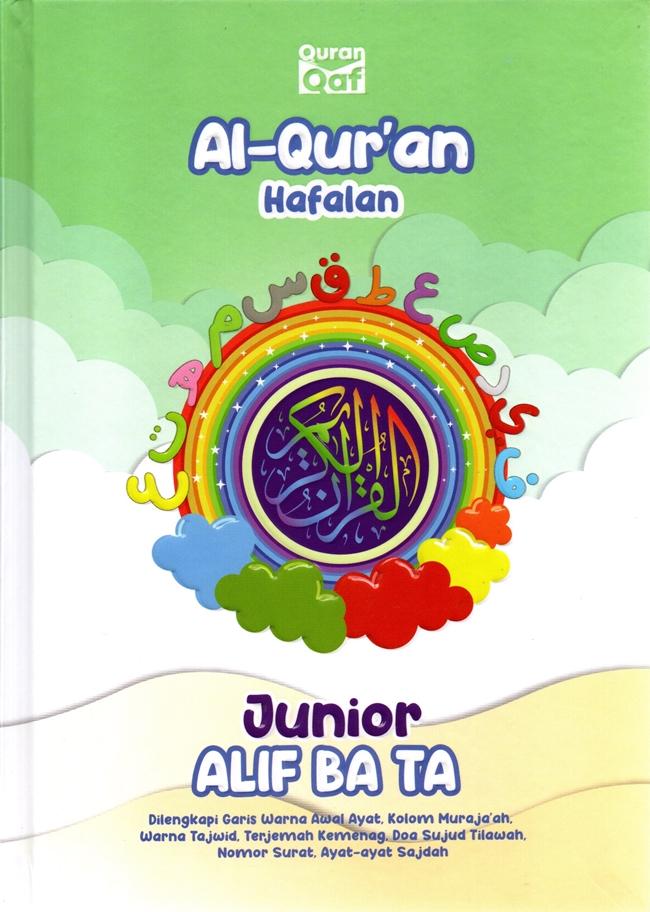 Quran
Qaf
Al-Qur'an
Hafalan
ي ر ص ع ط ق س م ه ت
القرآن الكريم
Junior
ALIF BA TA
Dilengkapi Garis Warna Awal Ayat, Kolom Muraja'ah,
Warna Tajwid, Terjemah Kemenag, Doa Sujud Tilawah,
Nomor Surat, Ayat-ayat Sajdah